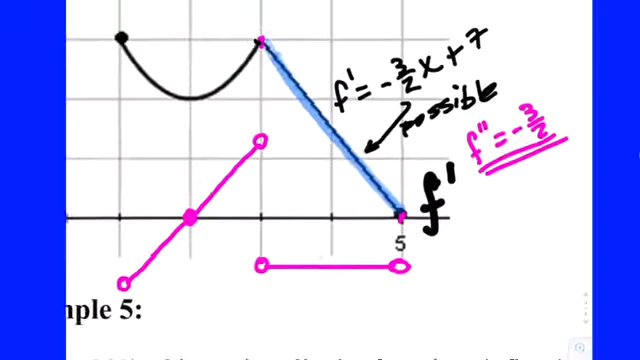 f' = -3/2 x + 7
possible
f'' = -3/2
f'
5
mple 5: